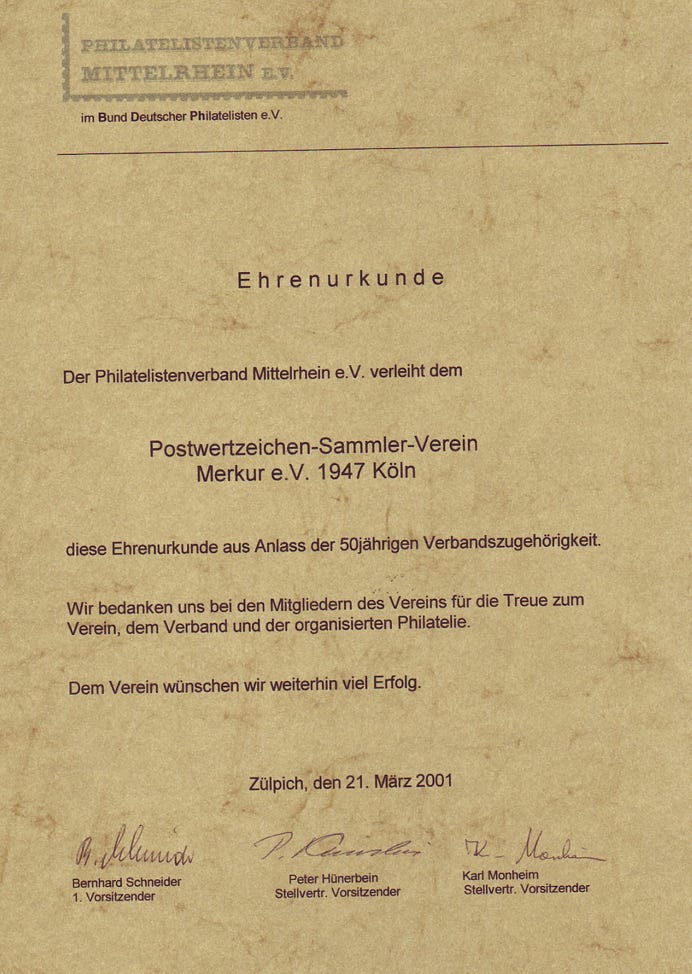 PHILATELISTENVERBAND
MITTELRHEIN E.V.
im Bund Deutscher Philatelisten e.V.
Ehrenurkunde
Der Philatelistenverband Mittelrhein e.V. verleiht dem
Postwertzeichen-Sammler-Verein
Merkur e.V. 1947 Köln
diese Ehrenurkunde aus Anlass der 50jährigen Verbandszugehörigkeit.
Wir bedanken uns bei den Mitgliedern des Vereins für die Treue zum
Verein, dem Verband und der organisierten Philatelie.
Dem Verein wünschen wir weiterhin viel Erfolg.
Zülpich, den 21. März 2001
K. Monheim
Bernhard Schneider
1. Vorsitzender
Peter Hünerbein
Stellvertr. Vorsitzender
Karl Monheim
Stellvertr. Vorsitzender